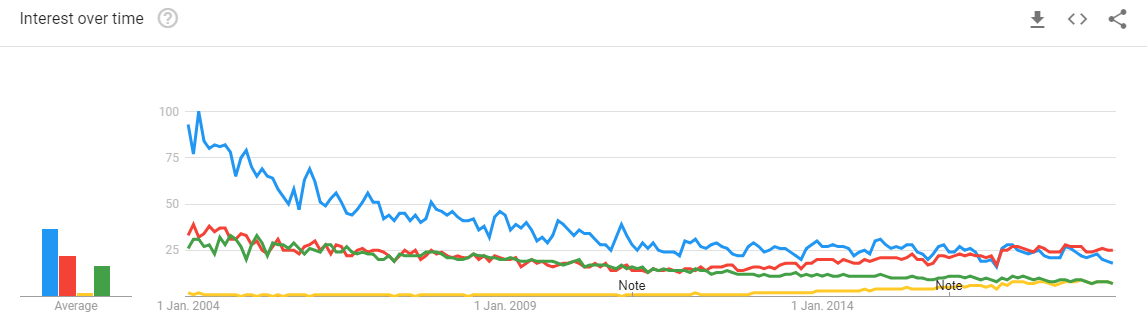 Interest over time
100
75
50
25
Average
1 Jan. 2004
1 Jan. 2009
1 Jan. 2014
Note
Note